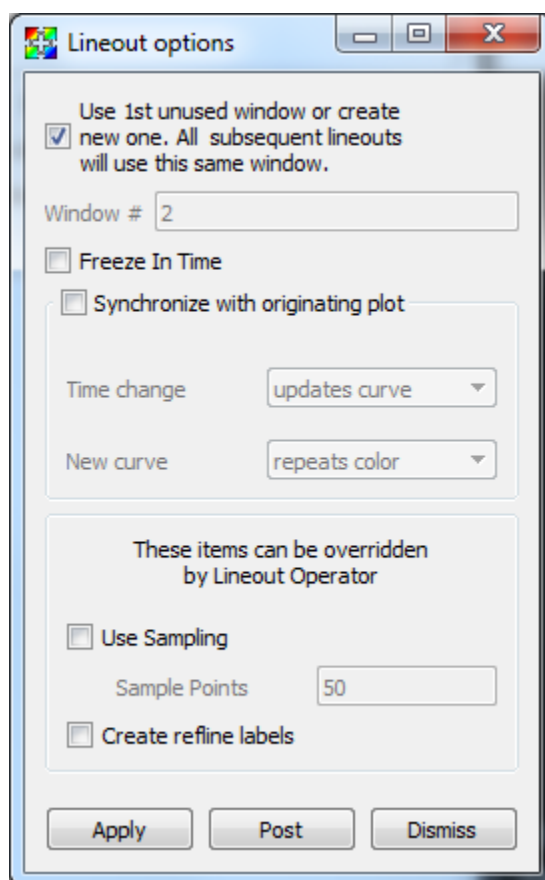 Lineout options
Use 1st unused window or create
new one. All subsequent lineouts
will use this same window.
Window # 2
Freeze In Time
Synchronize with originating plot
Time change updates curve
New curve repeats color
These items can be overridden
by Lineout Operator
Use Sampling
Sample Points 50
Create refline labels
Apply Post Dismiss